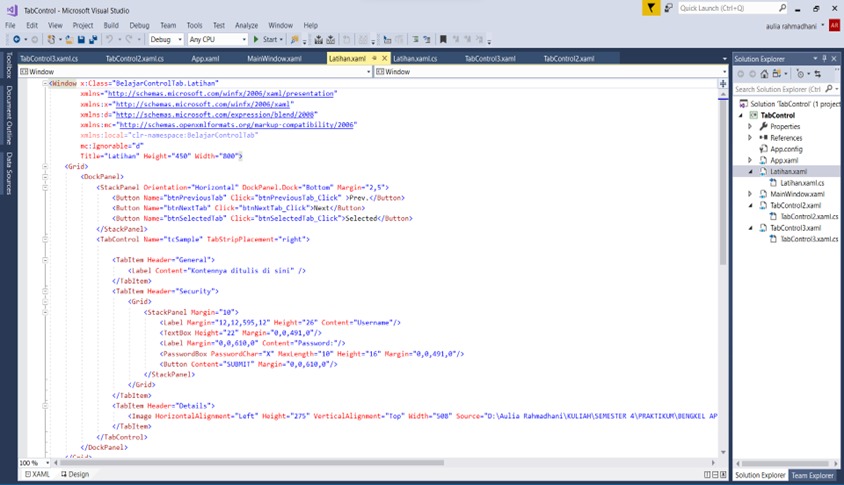 TabControl - Microsoft Visual Studio
Quick Launch (Ctrl+Q)
File Edit View Project Build Debug Team Tools Test Analyze Window Help
aulia rahmadhani AR
Debug Any CPU Start
TabControl3.xaml.cs TabControl2.xaml.cs App.xaml MainWindow.xaml Latihan.xaml Latihan.xaml.cs TabControl3.xaml TabControl2.xaml
Window Window
Toolbox
Document Outline
Data Sources
<Window x:Class="BelajarControlTab.Latihan"
xmlns="http://schemas.microsoft.com/winfx/2006/xaml/presentation"
xmlns:x="http://schemas.microsoft.com/winfx/2006/xaml"
xmlns:d="http://schemas.microsoft.com/expression/blend/2008"
xmlns:mc="http://schemas.openxmlformats.org/markup-compatibility/2006"
xmlns:local="clr-namespace:BelajarControlTab"
mc:Ignorable="d"
Title="Latihan" Height="450" Width="800">
<Grid>
<DockPanel>
<StackPanel Orientation="Horizontal" DockPanel.Dock="Bottom" Margin="2,5">
<Button Name="btnPreviousTab" Click="btnPreviousTab_Click" >Prev.</Button>
<Button Name="btnNextTab" Click="btnNextTab_Click">Next</Button>
<Button Name="btnSelectedTab" Click="btnSelectedTab_Click">Selected</Button>
</StackPanel>
<TabControl Name="tcSample" TabStripPlacement="right">
<TabItem Header="General">
<Label Content="Kontennya ditulis di sini" />
</TabItem>
<TabItem Header="Security">
<Grid>
<StackPanel Margin="10">
<Label Margin="12,12,595,12" Height="26" Content="Username"/>
<TextBox Height="22" Margin="0,0,491,0"/>
<Label Margin="0,0,610,0" Content="Password:"/>
<PasswordBox PasswordChar="X" MaxLength="10" Height="16" Margin="0,0,491,0"/>
<Button Content="SUBMIT" Margin="0,0,610,0"/>
</StackPanel>
</Grid>
</TabItem>
<TabItem Header="Details">
<Image HorizontalAlignment="Left" Height="275" VerticalAlignment="Top" Width="508" Source="D:\Aulia Rahmadhani\KULIAH\SEMESTER 4\PRAKTIKUM\BENGKEL AP
</TabItem>
</TabControl>
</DockPanel>
</Grid>
100 %
XAML Design
Solution Explorer
Search Solution Explorer (Ctrl
Solution 'TabControl' (1 project
TabControl
Properties
References
App.config
App.xaml
Latihan.xaml
Latihan.xaml.cs
MainWindow.xaml
TabControl2.xaml
TabControl2.xaml.cs
TabControl3.xaml
TabControl3.xaml.cs
Solution Explorer Team Explorer